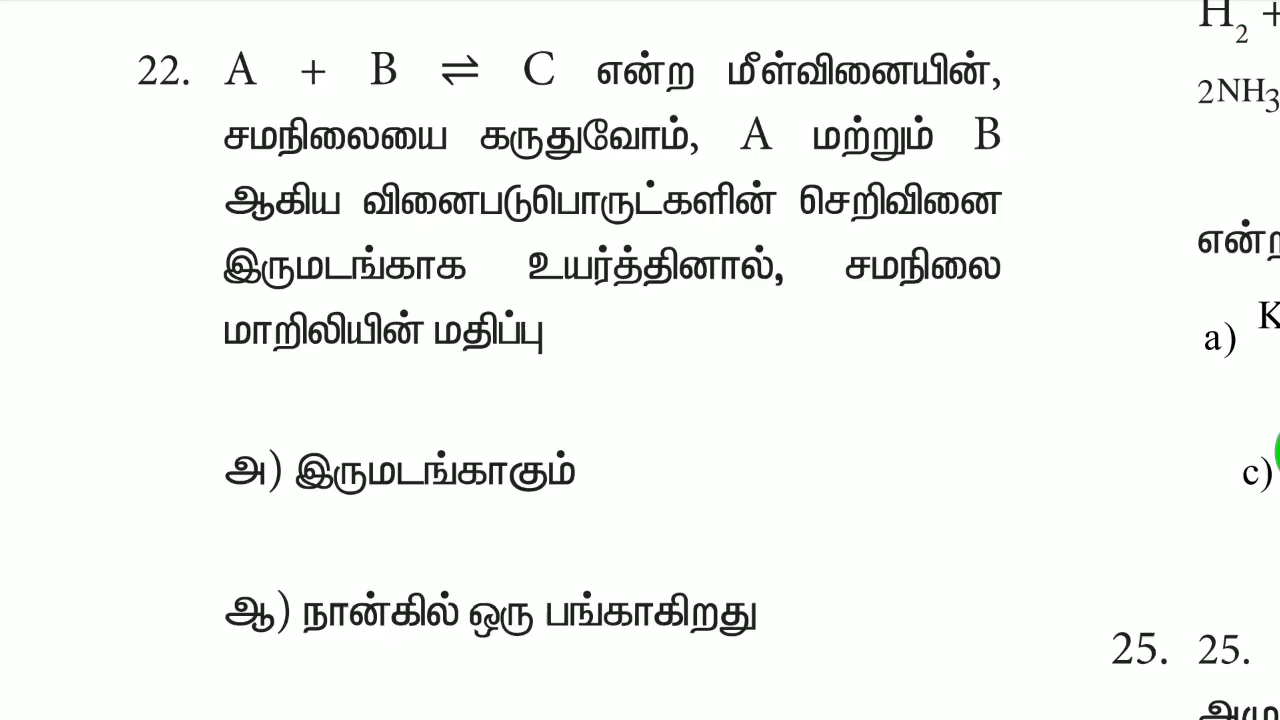 22. A + B ⇌ C என்ற மீள்வினையின்,
சமநிலையை கருதுவோம், A மற்றும் B
ஆகிய வினைபடுபொருட்களின் செறிவினை
இருமடங்காக உயர்த்தினால், சமநிலை
மாறிலியின் மதிப்பு
அ) இருமடங்காகும்
ஆ) நான்கில் ஒரு பங்காகிறது
H₂ +
2NH₃
a) K
c)
25. 25.